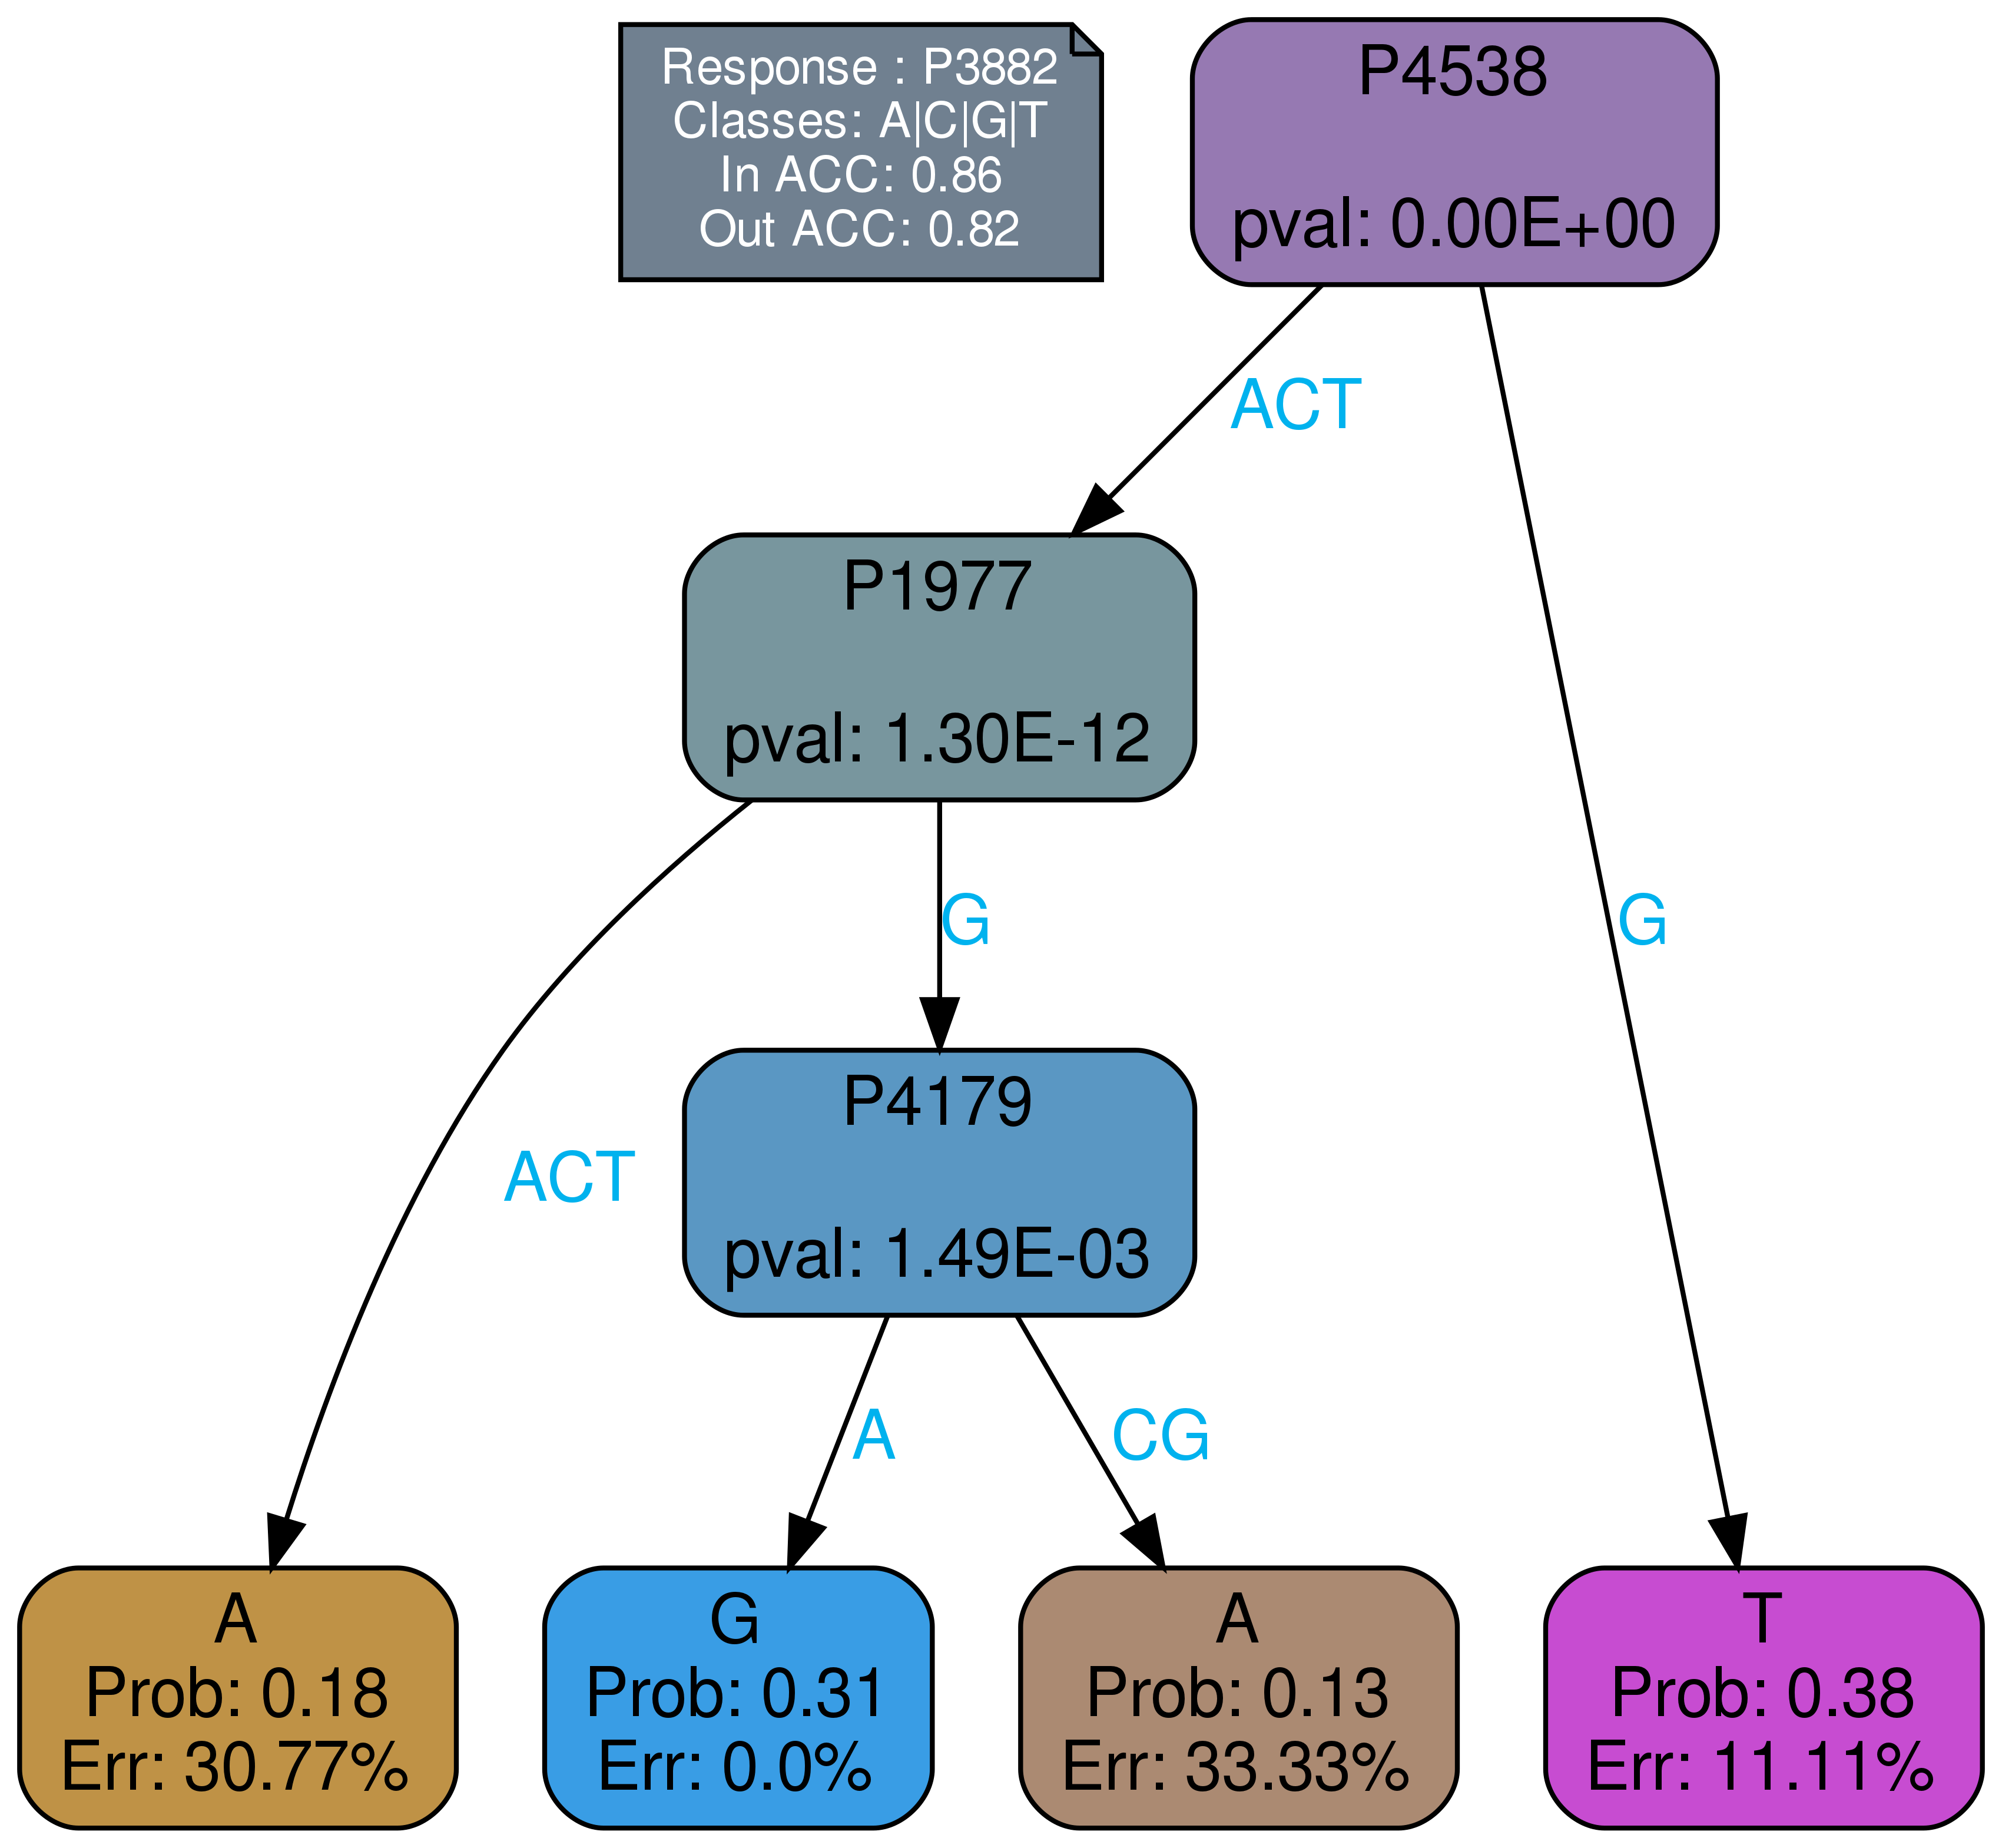 Response : P3882
Classes: A|C|G|T
In ACC: 0.86
Out ACC: 0.82
P4538
pval: 0.00E+00
ACT
P1977
pval: 1.30E-12
G
G
P4179
pval: 1.49E-03
ACT
A
CG
A
Prob: 0.18
Err: 30.77%
G
Prob: 0.31
Err: 0.0%
A
Prob: 0.13
Err: 33.33%
T
Prob: 0.38
Err: 11.11%